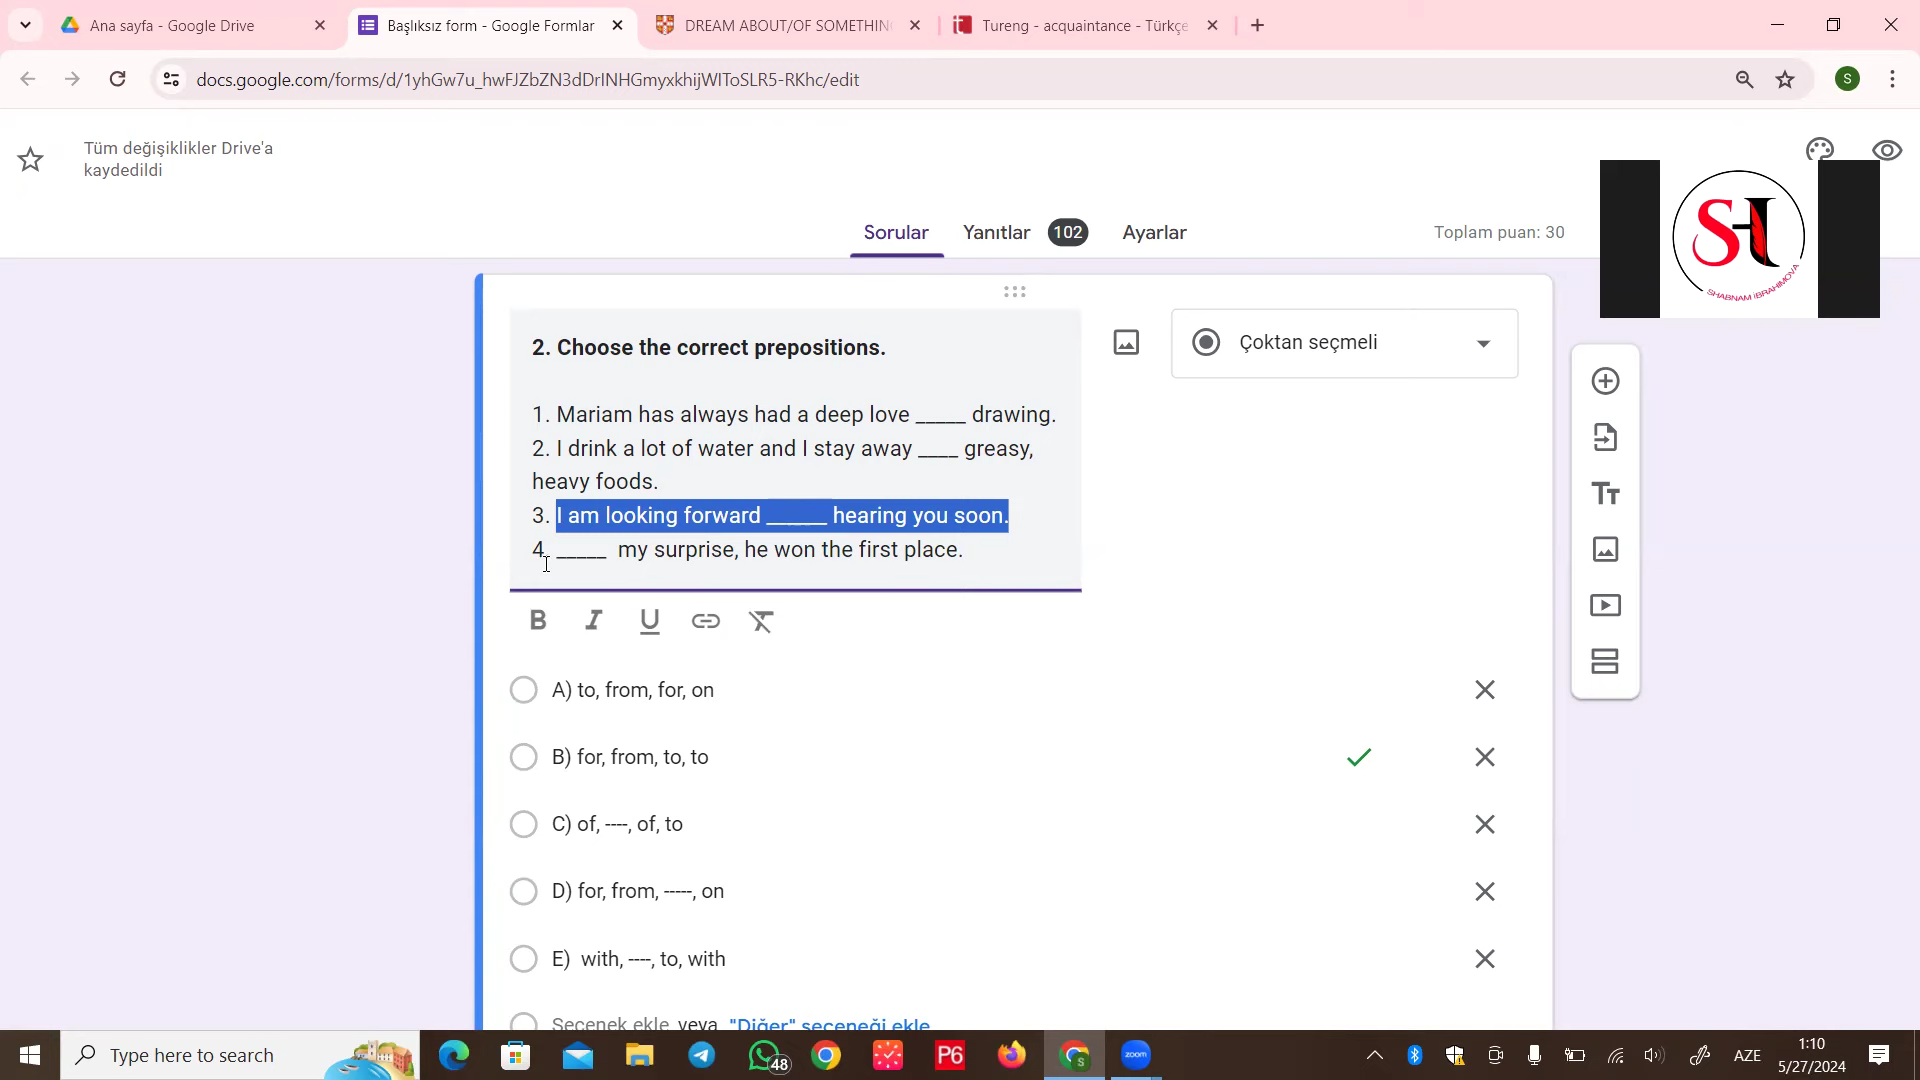 Ana sayfa - Google Drive
Başlıksız form - Google Formlar
DREAM ABOUT/OF SOMETHIN
Tureng - acquaintance - Türkçe
docs.google.com/forms/d/1yhGw7u_hwFJZbZN3dDrINHGmyxkhijWIToSLR5-RKhc/edit
S
Tüm değişiklikler Drive'a
kaydedildi
Sorular
Yanıtlar
102
Ayarlar
Toplam puan: 30
SHABNAM IBRAHIMOVA
2. Choose the correct prepositions.
Çoktan seçmeli
1. Mariam has always had a deep love _____ drawing.
2. I drink a lot of water and I stay away ____ greasy,
heavy foods.
3. I am looking forward ______ hearing you soon.
4. _____ my surprise, he won the first place.
B I U
A) to, from, for, on
B) for, from, to, to
C) of, ----, of, to
D) for, from, -----, on
E) with, ----, to, with
Seçenek ekle veya "Diğer" seçeneği ekle
Type here to search
48
P6
zoom
AZE
1:10
5/27/2024